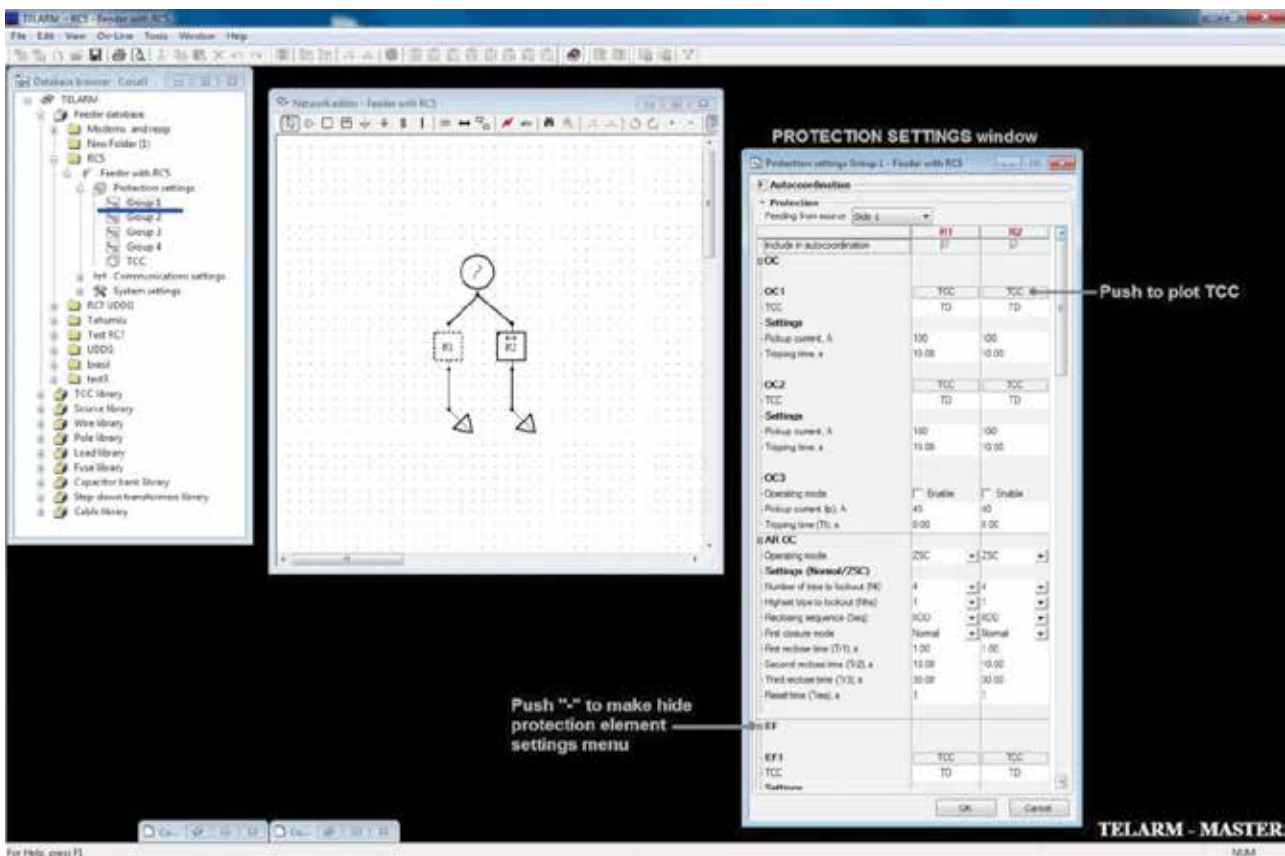 TELARM - RC5 - Feeder with RC5
File Edit View On-Line Tools Window Help
Database browser
TELARM
Feeder database
New Folder (1)
RC5
Feeder with RC5
Protection settings
Group 1
Group 2
Group 3
Group 4
TCC
Communications settings
System settings
RC7 UDDG
Test RC7
UDDG
test3
TCC library
Source library
Wire library
Pole library
Load library
Fuse library
Capacitor bank library
Step-down transformers library
Cable library
Network editor - Feeder with RC5
R1 R2
PROTECTION SETTINGS window
Protection settings Group 1 - Feeder with RC5
Autocoordination
Protection
Feeding from source
R1 R2
Include in autocoordination
OC
OC1 TCC TCC
TCC TD TD
Settings
Pickup current, A 100 100
Tripping time, s 10.00 10.00
OC2 TCC TCC
TCC TD TD
Settings
Pickup current, A 100 100
Tripping time, s 10.00 10.00
OC3
Operating mode Enable Enable
Pickup current (Ip), A 40 40
Tripping time (Tt), s 0.00 0.00
AR OC
Operating mode ZSC ZSC
Settings (Normal/ZSC)
Number of trips to lockout 4 4
Highest trips to lockout 1 1
Reclosing sequence (Seq)
First closure mode Normal Normal
First reclose time (Tr1), s 1.00 1.00
Second reclose time (Tr2), s 10.00 10.00
Third reclose time (Tr3), s 30.00 30.00
Reset time (Tres), s 1 1
EF
EF1 TCC TCC
TCC TD TD
Settings
OK Cancel
Push to plot TCC
Push "-" to make hide
protection element
settings menu
TELARM - MASTER
For Help, press F1
NUM